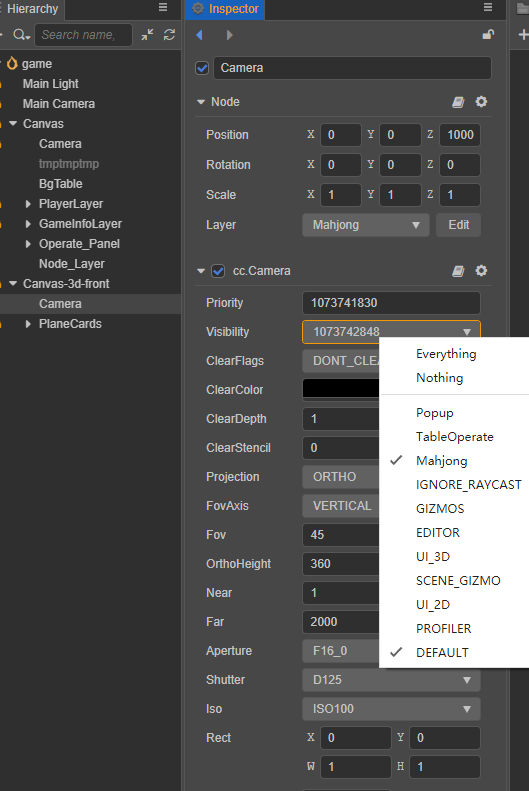 Hierarchy
Search name,
game
Main Light
Main Camera
Canvas
Camera
tmptmptmp
BgTable
PlayerLayer
GameInfoLayer
Operate_Panel
Node_Layer
Canvas-3d-front
Camera
PlaneCards
Inspector
Camera
Node
Position X 0 Y 0 Z 1000
Rotation X 0 Y 0 Z 0
Scale X 1 Y 1 Z 1
Layer Mahjong Edit
cc.Camera
Priority 1073741830
Visibility 1073742848
ClearFlags DONT_CLEA
ClearColor
ClearDepth 1
ClearStencil 0
Projection ORTHO
FovAxis VERTICAL
Fov 45
OrthoHeight 360
Near 1
Far 2000
Aperture F16_0
Shutter D125
Iso ISO100
Rect X 0 Y 0
W 1 H 1
Everything
Nothing
Popup
TableOperate
Mahjong
IGNORE_RAYCAST
GIZMOS
EDITOR
UI_3D
SCENE_GIZMO
UI_2D
PROFILER
DEFAULT